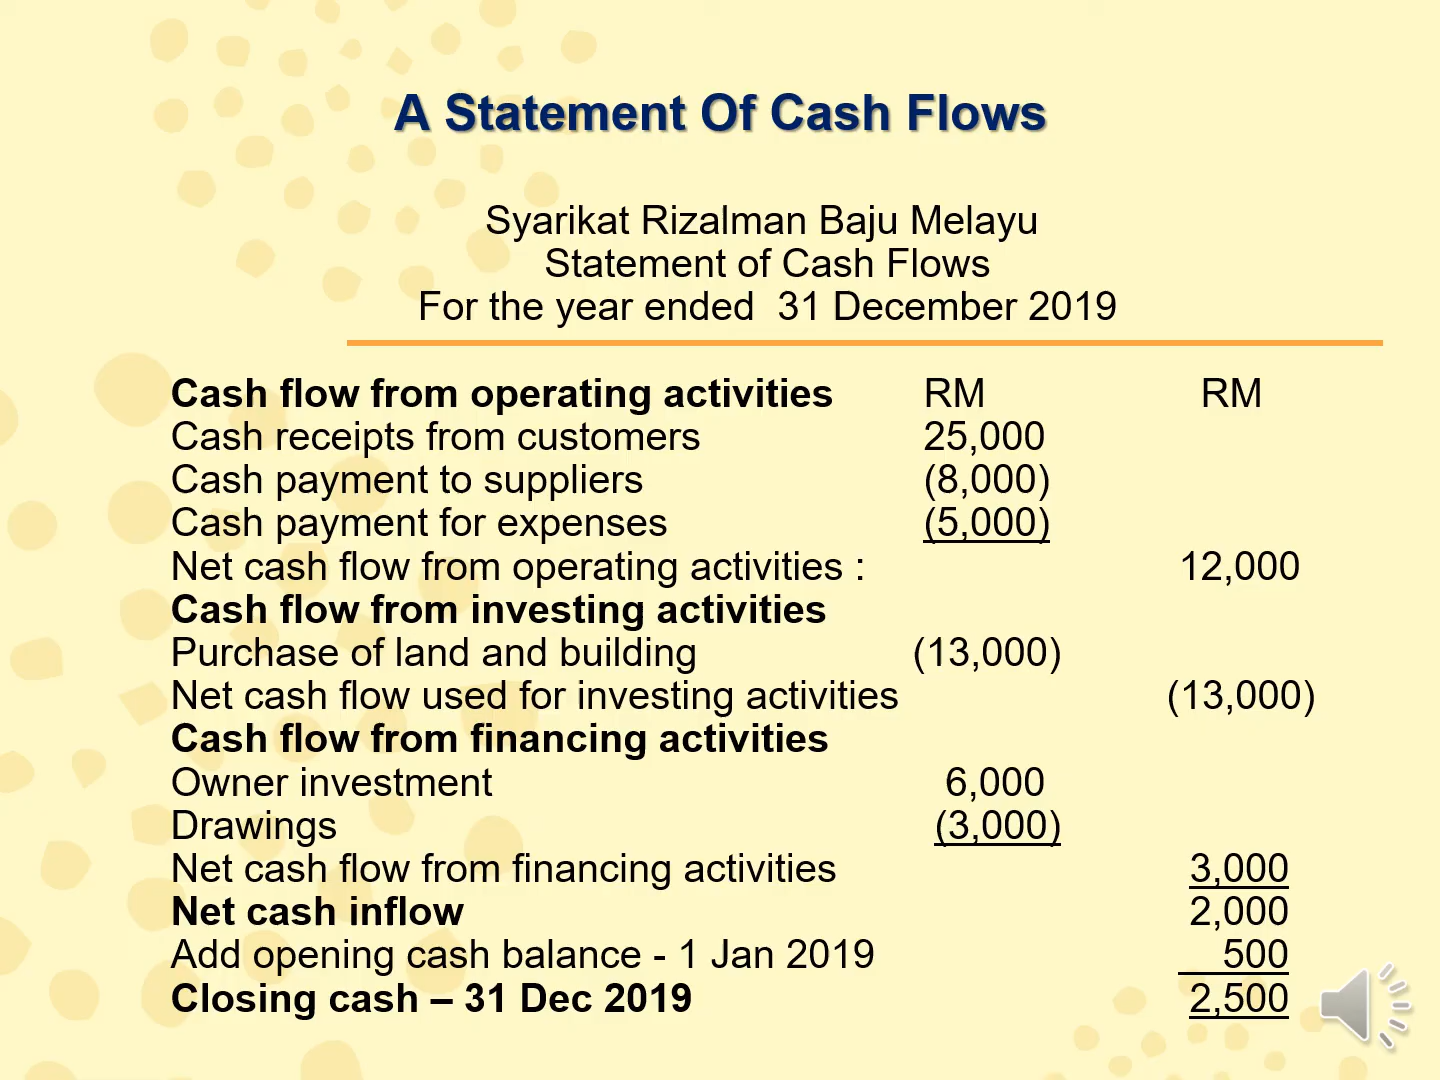 A Statement Of Cash Flows
Syarikat Rizalman Baju Melayu
Statement of Cash Flows
For the year ended 31 December 2019
Cash flow from operating activities RM RM
Cash receipts from customers 25,000
Cash payment to suppliers (8,000)
Cash payment for expenses (5,000)
Net cash flow from operating activities : 12,000
Cash flow from investing activities
Purchase of land and building (13,000)
Net cash flow used for investing activities (13,000)
Cash flow from financing activities
Owner investment 6,000
Drawings (3,000)
Net cash flow from financing activities 3,000
Net cash inflow 2,000
Add opening cash balance - 1 Jan 2019 500
Closing cash – 31 Dec 2019 2,500